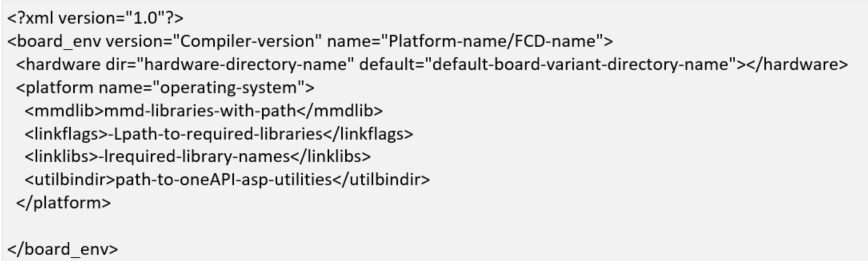 <?xml version="1.0"?>
<board_env version="Compiler-version" name="Platform-name/FCD-name">
<hardware dir="hardware-directory-name" default="default-board-variant-directory-name"></hardware>
<platform name="operating-system">
<mmdlib>mmd-libraries-with-path</mmdlib>
<linkflags>-Lpath-to-required-libraries</linkflags>
<linklibs>-lrequired-library-names</linklibs>
<utilbindir>path-to-oneAPI-asp-utilities</utilbindir>
</platform>
</board_env>